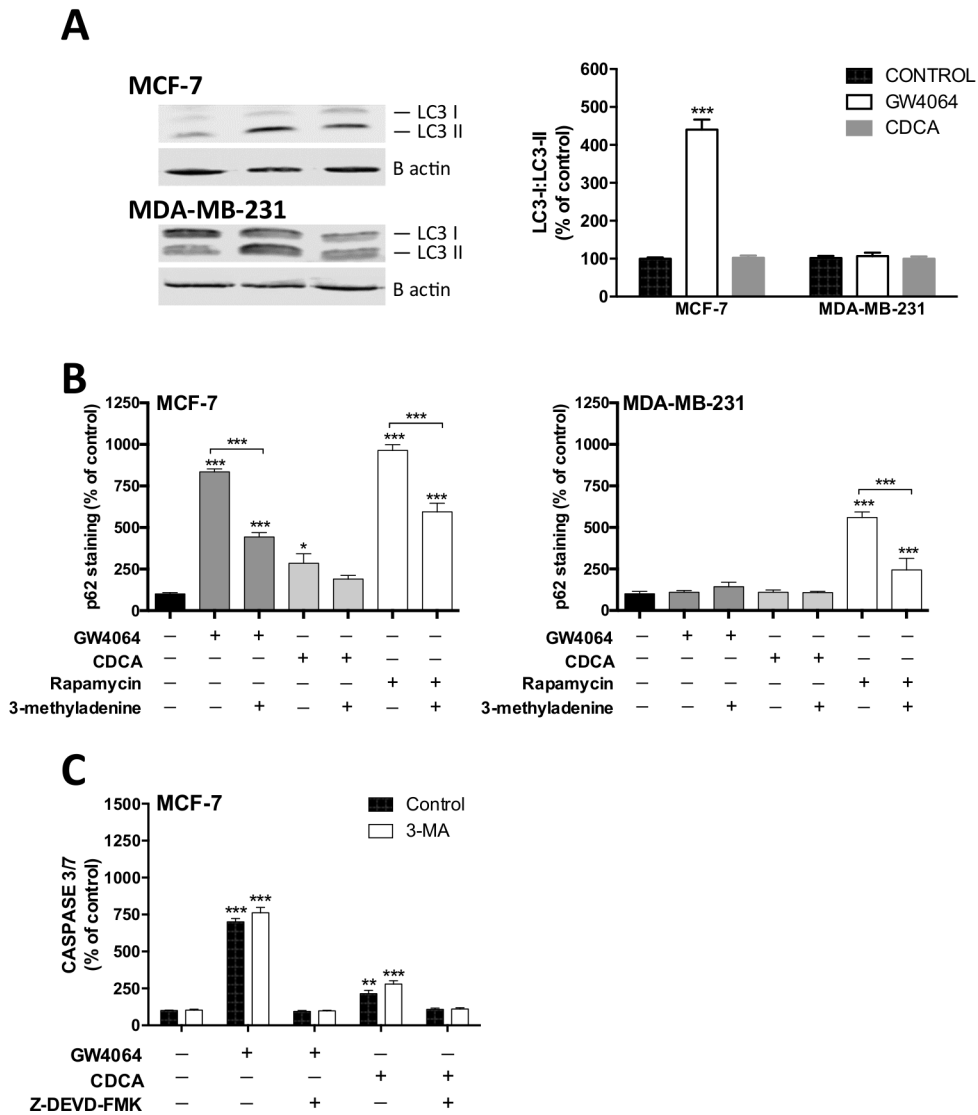 A
MCF-7
— LC3 I
— LC3 II
B actin
MDA-MB-231
— LC3 I
— LC3 II
B actin
LC3-I:LC3-II
(% of control)
600
500
400
300
200
100
0
***
CONTROL
GW4064
CDCA
MCF-7 MDA-MB-231
B
MCF-7
p62 staining (% of control)
1250
1000
750
500
250
0
*** *** *** * *** *** ***
GW4064 – + + – – – –
CDCA – – – + + – –
Rapamycin – – – – – + +
3-methyladenine – – + – + – +
MDA-MB-231
p62 staining (% of control)
1250
1000
750
500
250
0
*** *** ***
GW4064 – + + – – – –
CDCA – – – + + – –
Rapamycin – – – – – + +
3-methyladenine – – + – + – +
C
MCF-7
CASPASE 3/7
(% of control)
1500
1250
1000
750
500
250
0
Control
3-MA
*** *** ** ***
GW4064 – + + – –
CDCA – – – + +
Z-DEVD-FMK – – + – +